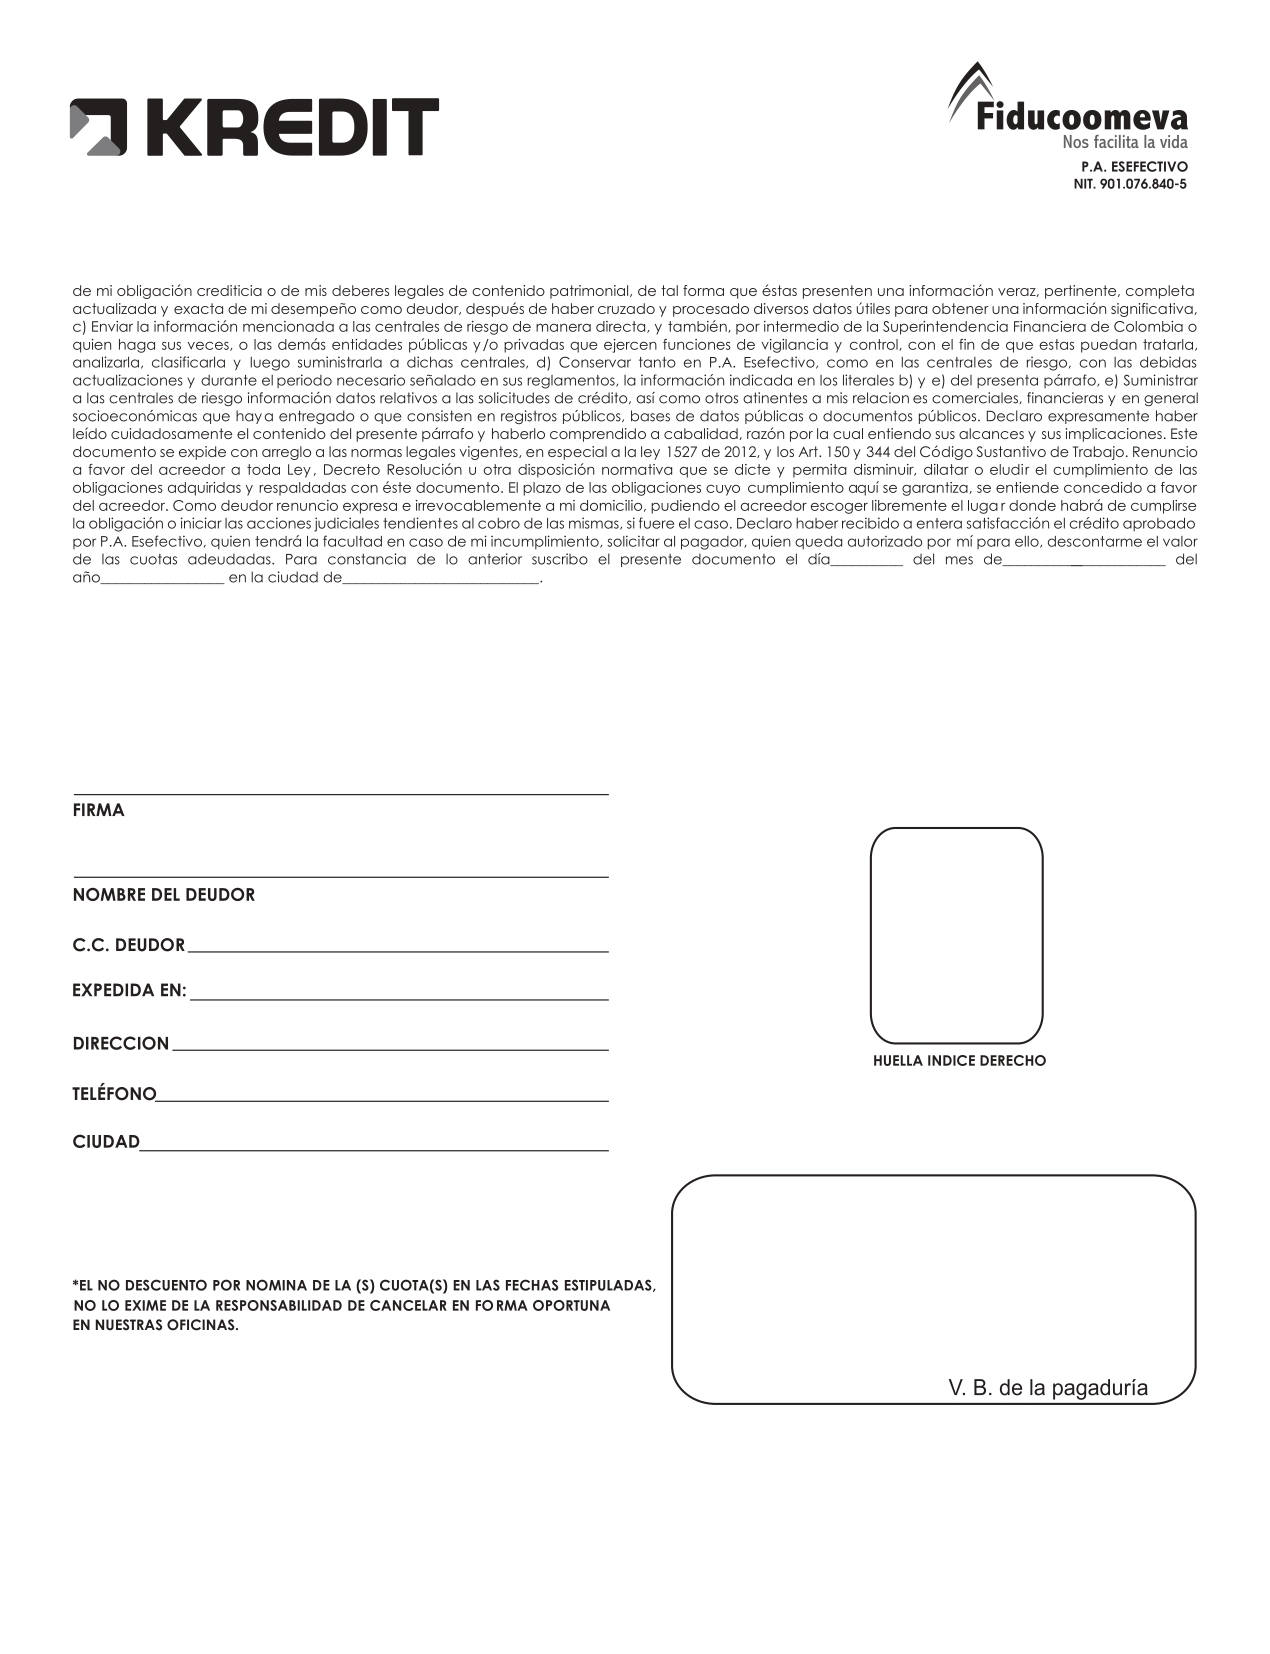 KREDIT
Fiducoomeva
Nos facilita la vida
P.A. ESEFECTIVO
NIT. 901.076.840-5
de mi obligación crediticia o de mis deberes legales de contenido patrimonial, de tal forma que éstas presenten una información veraz, pertinente, completa
actualizada y exacta de mi desempeño como deudor, después de haber cruzado y procesado diversos datos útiles para obtener una información significativa,
c) Enviar la información mencionada a las centrales de riesgo de manera directa, y también, por intermedio de la Superintendencia Financiera de Colombia o
quien haga sus veces, o las demás entidades públicas y/o privadas que ejercen funciones de vigilancia y control, con el fin de que estas puedan tratarla,
analizarla, clasificarla y luego suministrarla a dichas centrales, d) Conservar tanto en P.A. Esefectivo, como en las centrales de riesgo, con las debidas
actualizaciones y durante el periodo necesario señalado en sus reglamentos, la información indicada en los literales b) y e) del presenta párrafo, e) Suministrar
a las centrales de riesgo información datos relativos a las solicitudes de crédito, así como otros atinentes a mis relaciones comerciales, financieras y en general
socioeconómicas que haya entregado o que consisten en registros públicos, bases de datos públicas o documentos públicos. Declaro expresamente haber
leído cuidadosamente el contenido del presente párrafo y haberlo comprendido a cabalidad, razón por la cual entiendo sus alcances y sus implicaciones. Este
documento se expide con arreglo a las normas legales vigentes, en especial a la ley 1527 de 2012, y los Art. 150 y 344 del Código Sustantivo de Trabajo. Renuncio
a favor del acreedor a toda Ley, Decreto Resolución u otra disposición normativa que se dicte y permita disminuir, dilatar o eludir el cumplimiento de las
obligaciones adquiridas y respaldadas con éste documento. El plazo de las obligaciones cuyo cumplimiento aquí se garantiza, se entiende concedido a favor
del acreedor. Como deudor renuncio expresa e irrevocablemente a mi domicilio, pudiendo el acreedor escoger libremente el lugar donde habrá de cumplirse
la obligación o iniciar las acciones judiciales tendientes al cobro de las mismas, si fuere el caso. Declaro haber recibido a entera satisfacción el crédito aprobado
por P.A. Esefectivo, quien tendrá la facultad en caso de mi incumplimiento, solicitar al pagador, quien queda autorizado por mí para ello, descontarme el valor
de las cuotas adeudadas. Para constancia de lo anterior suscribo el presente documento el día__________ del mes de______________________ del
año_________________ en la ciudad de___________________________.
FIRMA
NOMBRE DEL DEUDOR
C.C. DEUDOR
EXPEDIDA EN:
DIRECCION
TELÉFONO
CIUDAD
HUELLA INDICE DERECHO
*EL NO DESCUENTO POR NOMINA DE LA (S) CUOTA(S) EN LAS FECHAS ESTIPULADAS,
NO LO EXIME DE LA RESPONSABILIDAD DE CANCELAR EN FORMA OPORTUNA
EN NUESTRAS OFICINAS.
V. B. de la pagaduría